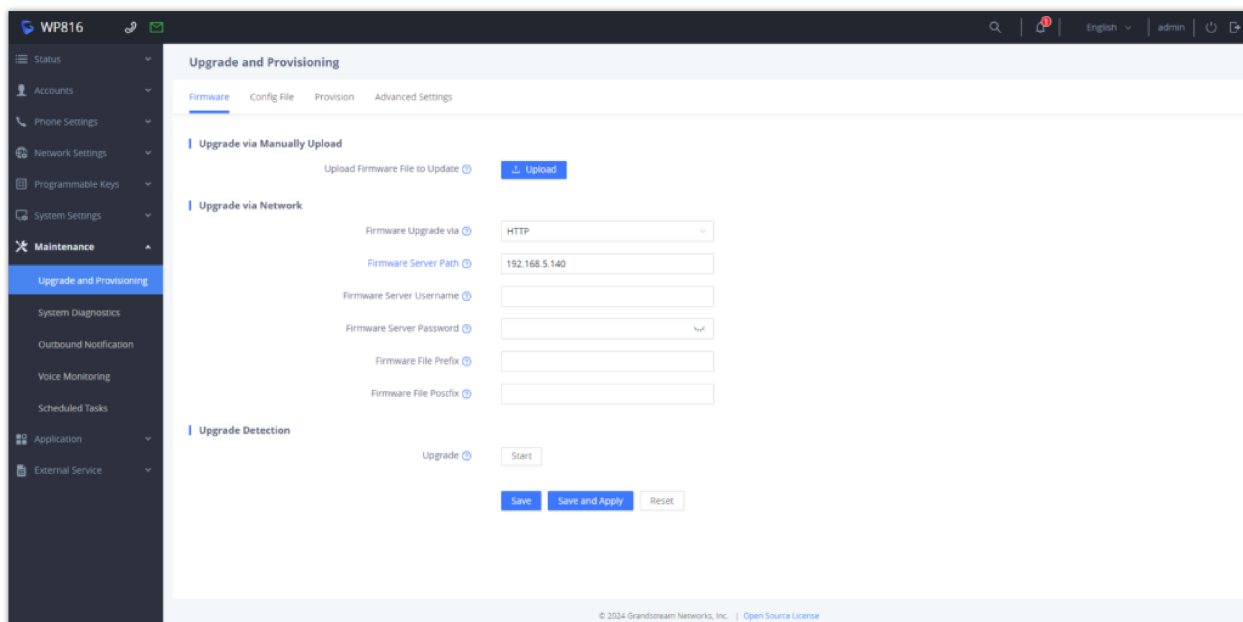 WP816
1
English
admin
Status
Accounts
Phone Settings
Network Settings
Programmable Keys
System Settings
Maintenance
Upgrade and Provisioning
System Diagnostics
Outbound Notification
Voice Monitoring
Scheduled Tasks
Application
External Service
Upgrade and Provisioning
Firmware Config File Provision Advanced Settings
Upgrade via Manually Upload
Upload Firmware File to Update Upload
Upgrade via Network
Firmware Upgrade via HTTP
Firmware Server Path 192.168.5.140
Firmware Server Username
Firmware Server Password
Firmware File Prefix
Firmware File Postfix
Upgrade Detection
Upgrade Start
Save Save and Apply Reset
© 2024 Grandstream Networks, Inc. | Open Source License